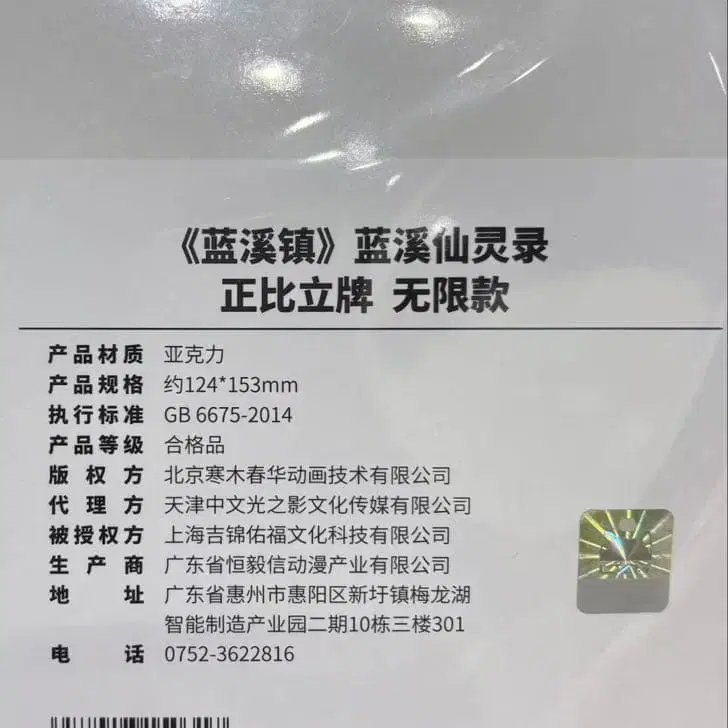 《蓝溪镇》蓝溪仙灵录
正比立牌 无限款
产品材质 亚克力
产品规格 约124*153mm
执行标准 GB 6675-2014
产品等级 合格品
版权方 北京寒木春华动画技术有限公司
代理方 天津中文光之影文化传媒有限公司
被授权方 上海吉锦佑福文化科技有限公司
生产商 广东省恒毅信动漫产业有限公司
地址 广东省惠州市惠阳区新圩镇梅龙湖
智能制造产业园二期10栋三楼301
电话 0752-3622816